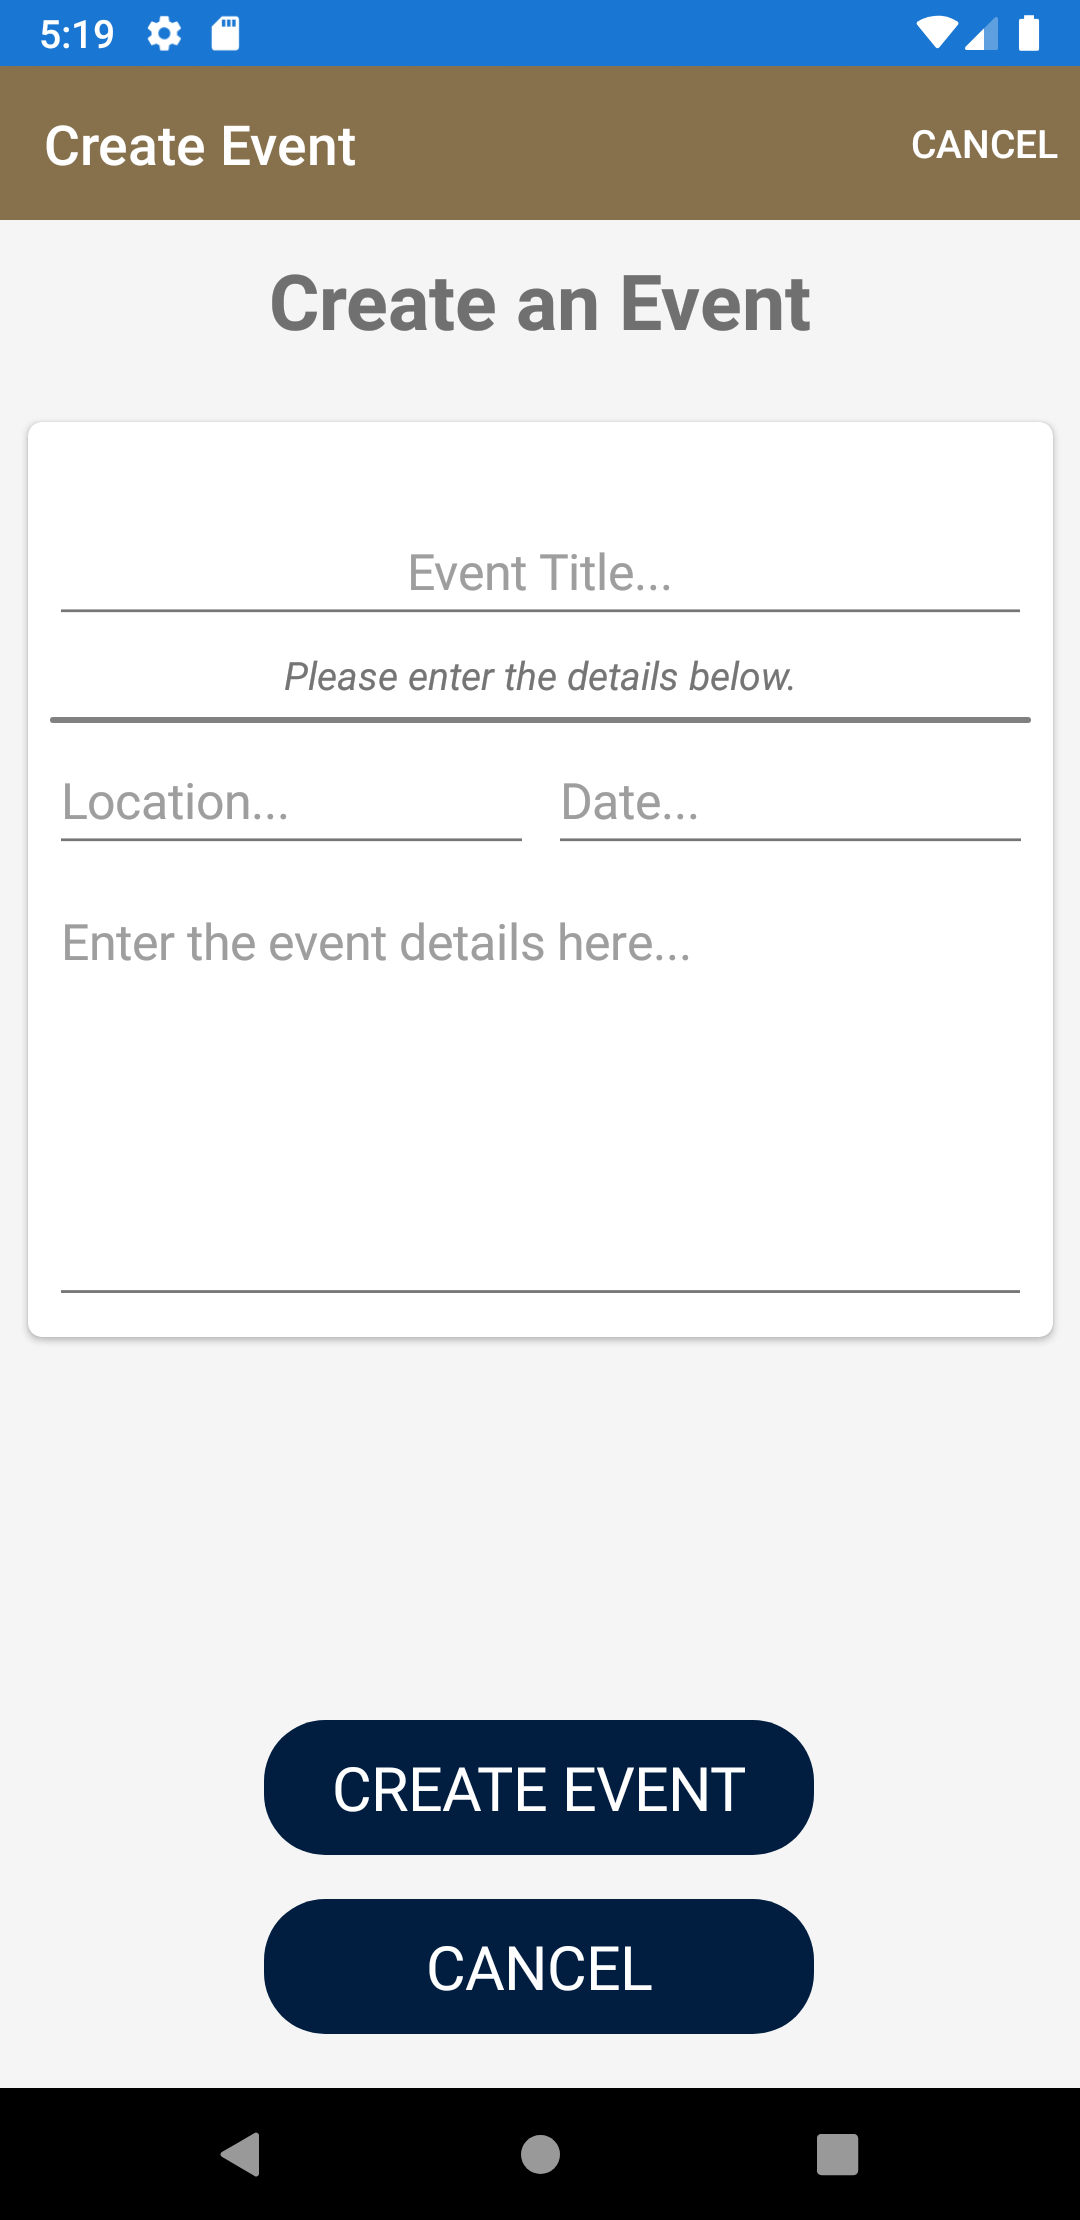 5:19
Create Event
CANCEL
Create an Event
Event Title...
Please enter the details below.
Location...
Date...
Enter the event details here...
CREATE EVENT
CANCEL